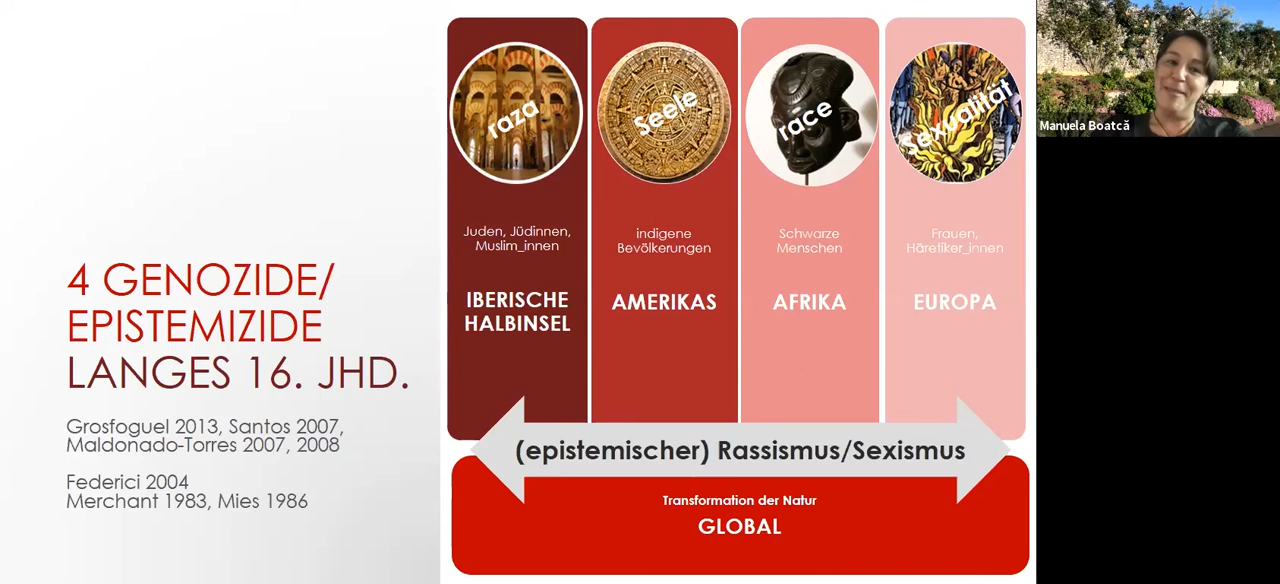 4 GENOZIDE/
EPISTEMIZIDE
LANGES 16. JHD.
Grosfoguel 2013, Santos 2007,
Maldonado-Torres 2007, 2008
Federici 2004
Merchant 1983, Mies 1986
raza
Juden, Jüdinnen,
Muslim_innen
IBERISCHE
HALBINSEL
Seele
indigene
Bevölkerungen
AMERIKAS
race
Schwarze
Menschen
AFRIKA
Sexualität
Frauen,
Häretiker_innen
EUROPA
(epistemischer) Rassismus/Sexismus
Transformation der Natur
GLOBAL
Manuela Boatcă